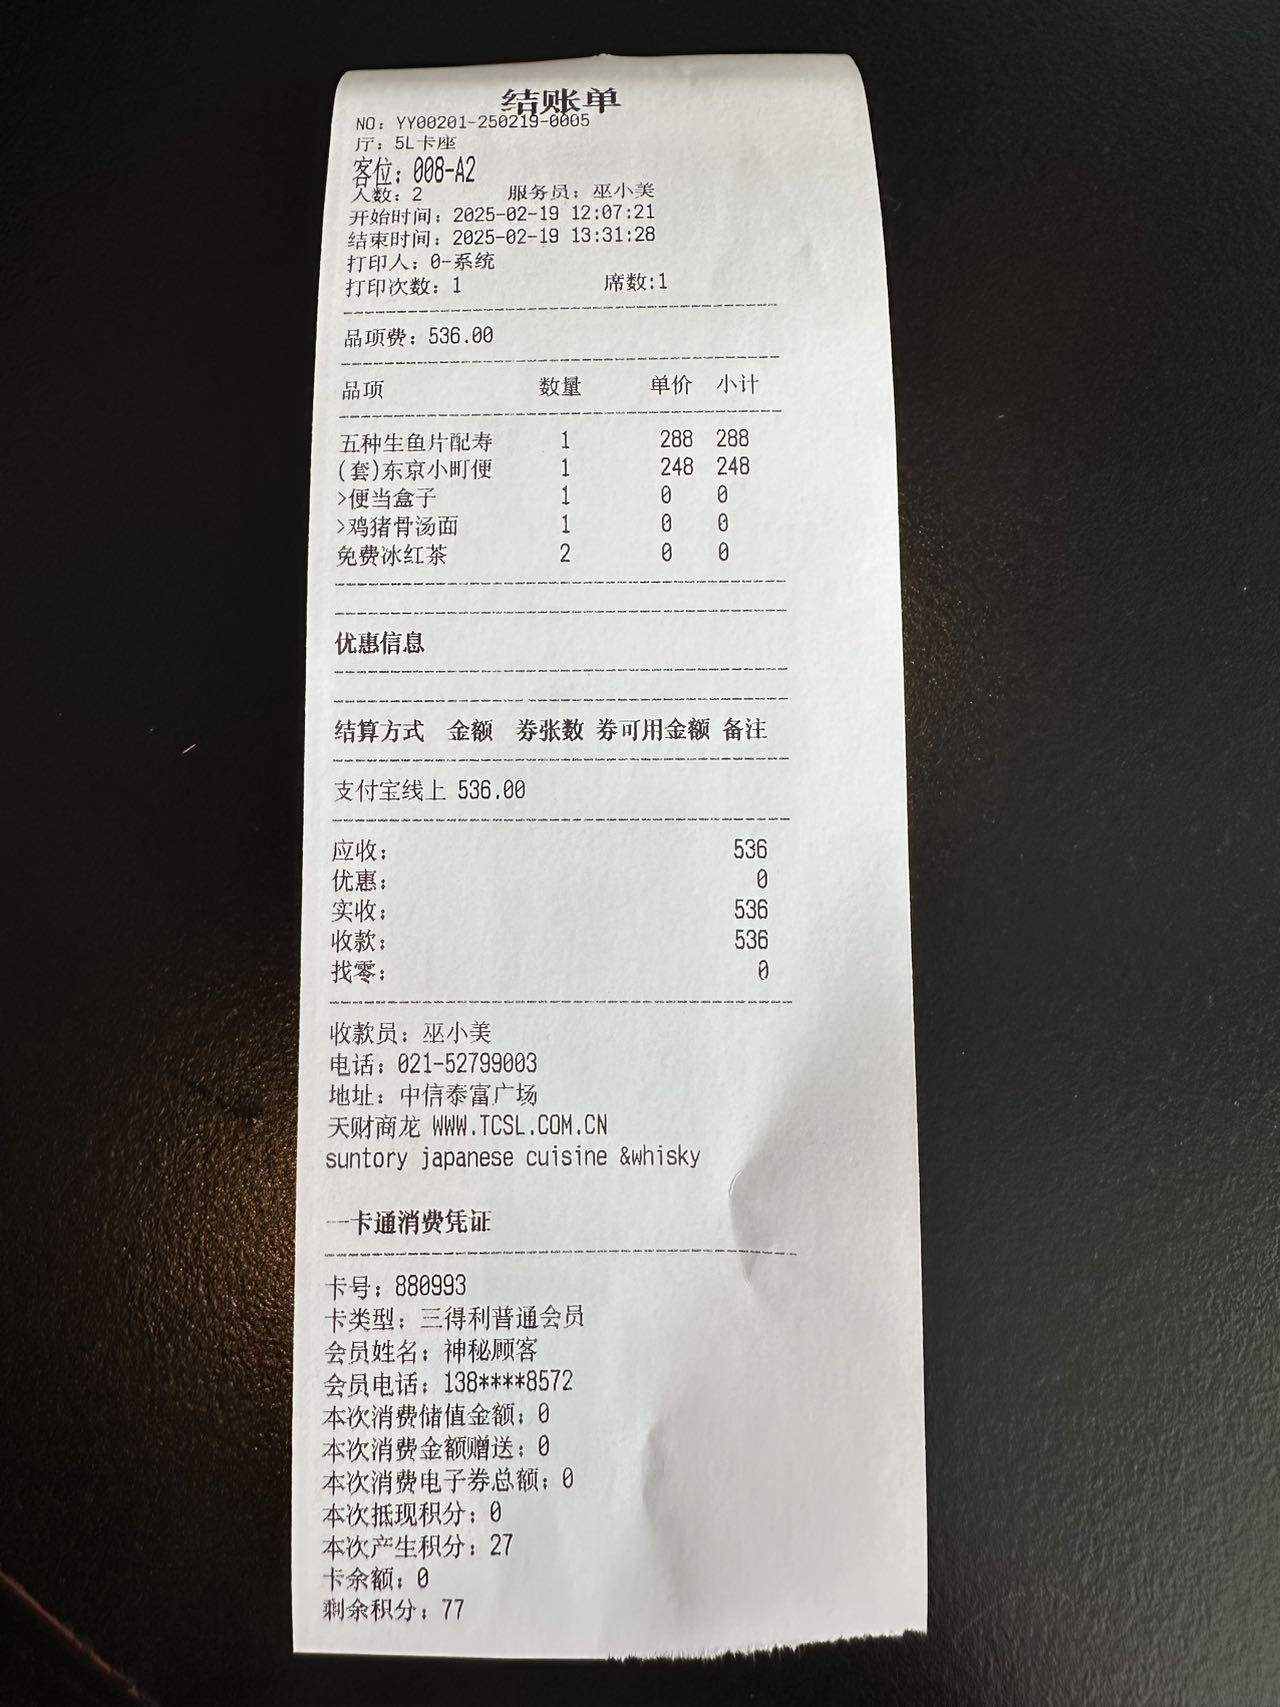 结账单
NO: YY00201-250219-0005
厅: 5L卡座
客位: 008-A2
人数: 2 服务员: 巫小美
开始时间: 2025-02-19 12:07:21
结束时间: 2025-02-19 13:31:28
打印人: 0-系统
打印次数: 1 席数:1
品项费: 536.00
品项 数量 单价 小计
五种生鱼片配寿 1 288 288
(套)东京小町便 1 248 248
>便当盒子 1 0 0
>鸡猪骨汤面 1 0 0
免费冰红茶 2 0 0
优惠信息
结算方式 金额 券张数 券可用金额 备注
支付宝线上 536.00
应收: 536
优惠: 0
实收: 536
收款: 536
找零: 0
收款员: 巫小美
电话: 021-52799003
地址: 中信泰富广场
天财商龙 WWW.TCSL.COM.CN
suntory japanese cuisine &whisky
一卡通消费凭证
卡号: 880993
卡类型: 三得利普通会员
会员姓名: 神秘顾客
会员电话: 138****8572
本次消费储值金额: 0
本次消费金额赠送: 0
本次消费电子券总额: 0
本次抵现积分: 0
本次产生积分: 27
卡余额: 0
剩余积分: 77